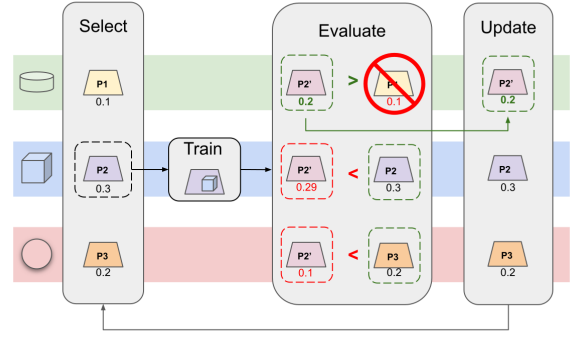 Select
Evaluate
Update
P1
0.1
P2'
0.2
>
P1
0.1
P2'
0.2
Train
P2
0.3
P2'
0.29
<
P2
0.3
P2
0.3
P3
0.2
P2'
0.1
<
P3
0.2
P3
0.2